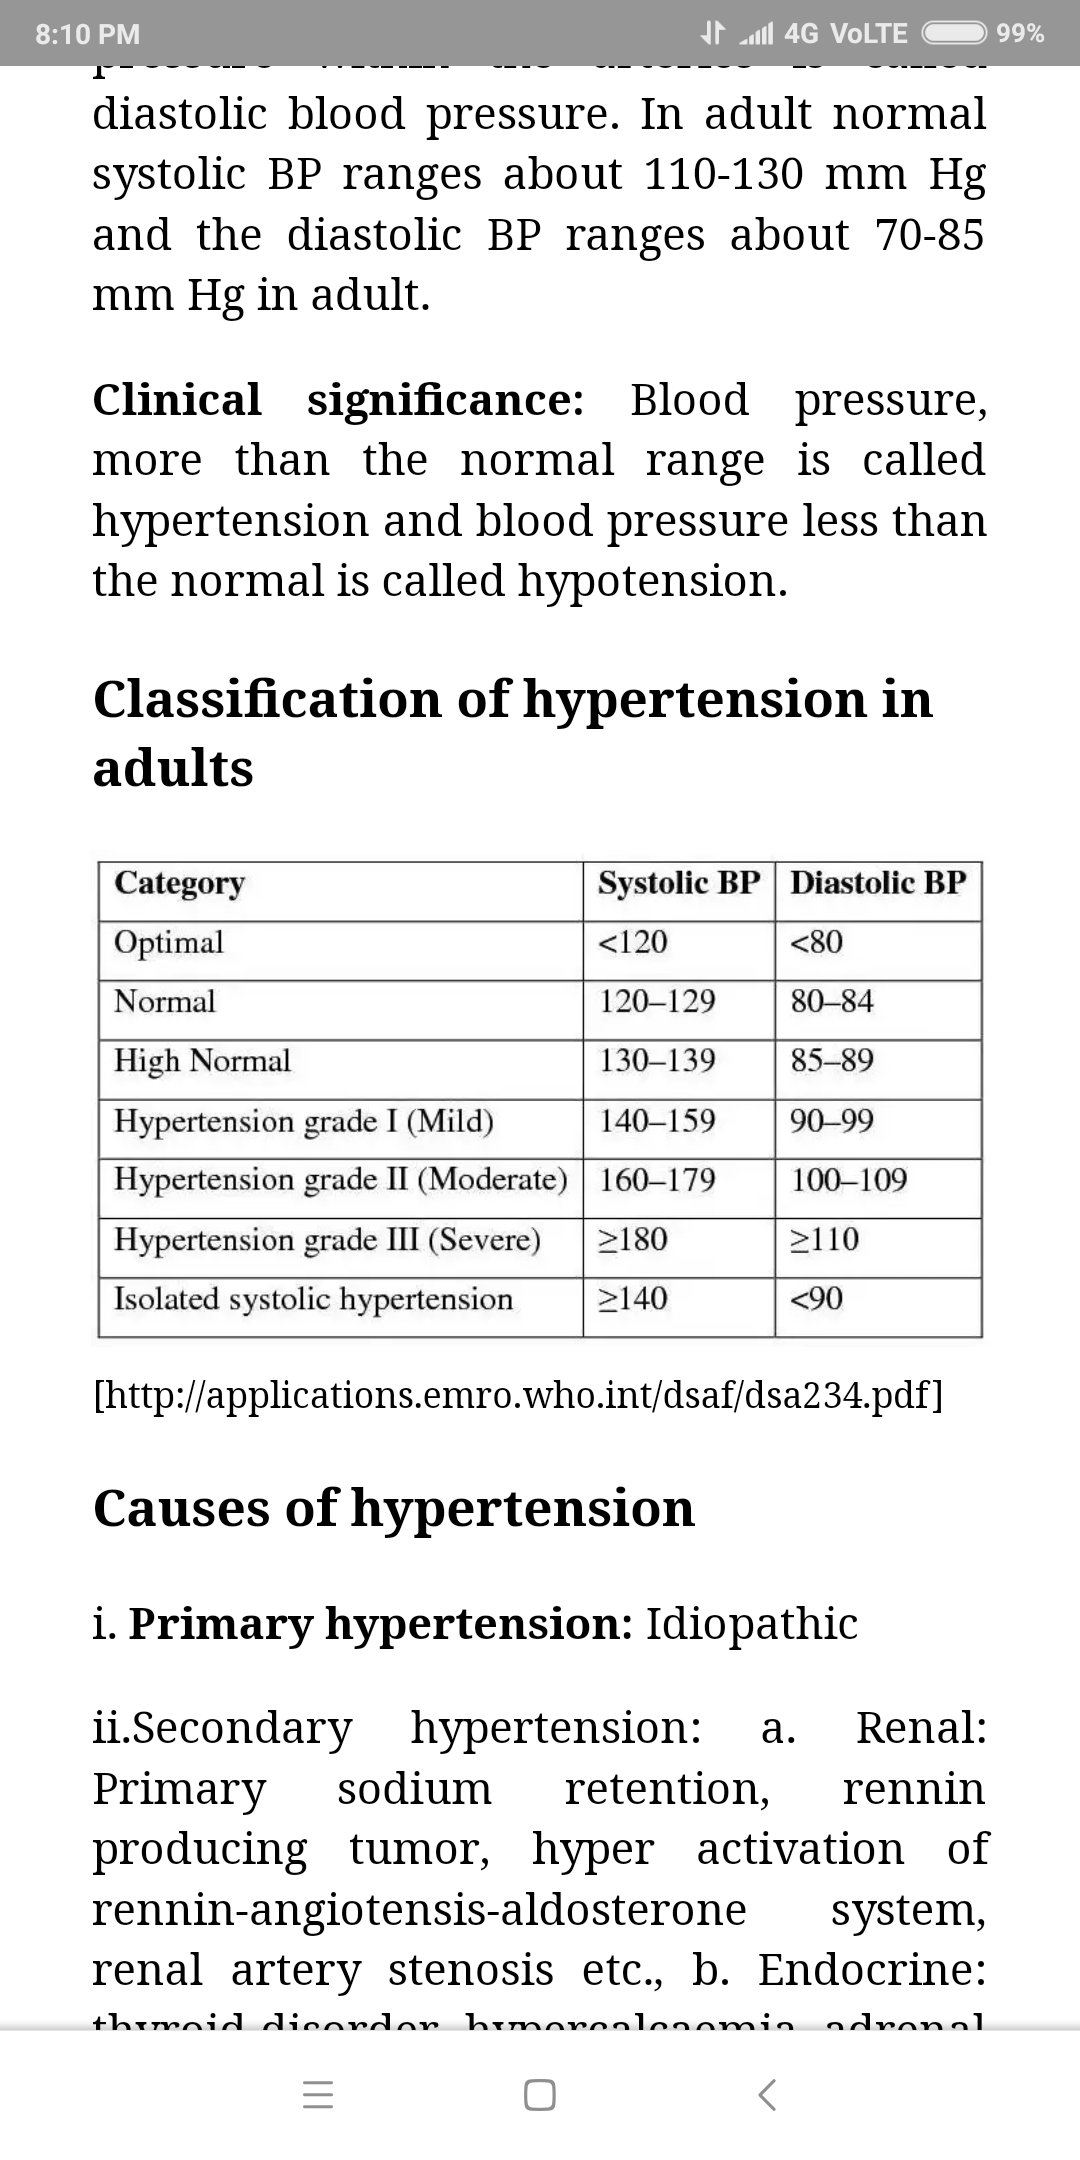 8:10 PM 4G VoLTE 99%
diastolic blood pressure. In adult normal
systolic BP ranges about 110-130 mm Hg
and the diastolic BP ranges about 70-85
mm Hg in adult.
Clinical significance: Blood pressure,
more than the normal range is called
hypertension and blood pressure less than
the normal is called hypotension.
Classification of hypertension in
adults
Category Systolic BP Diastolic BP
Optimal <120 <80
Normal 120–129 80–84
High Normal 130–139 85–89
Hypertension grade I (Mild) 140–159 90–99
Hypertension grade II (Moderate) 160–179 100–109
Hypertension grade III (Severe) ≥180 ≥110
Isolated systolic hypertension ≥140 <90
[http://applications.emro.who.int/dsaf/dsa234.pdf]
Causes of hypertension
i. Primary hypertension: Idiopathic
ii.Secondary hypertension: a. Renal:
Primary sodium retention, rennin
producing tumor, hyper activation of
rennin-angiotensis-aldosterone system,
renal artery stenosis etc., b. Endocrine:
thyroid disorder, hypercalcaemia, adrenal